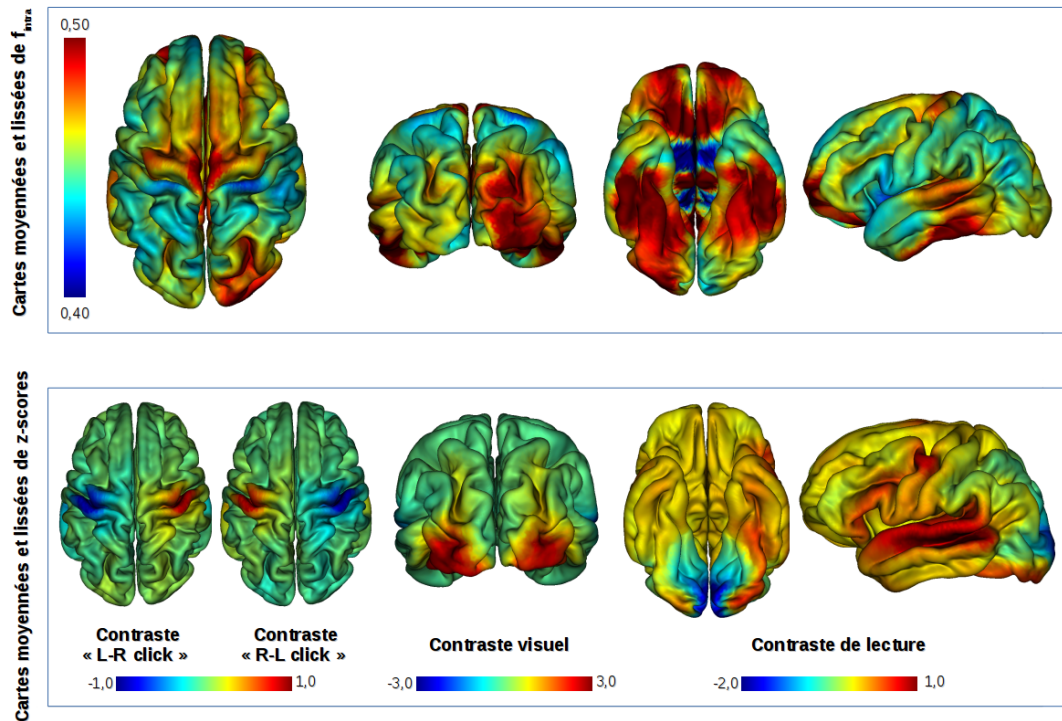 Cartes moyennées et lissées de f_intra
0,50
0,40
Cartes moyennées et lissées de z-scores
Contraste
« L-R click »
Contraste
« R-L click »
Contraste visuel
Contraste de lecture
-1,0 1,0
-3,0 3,0
-2,0 1,0